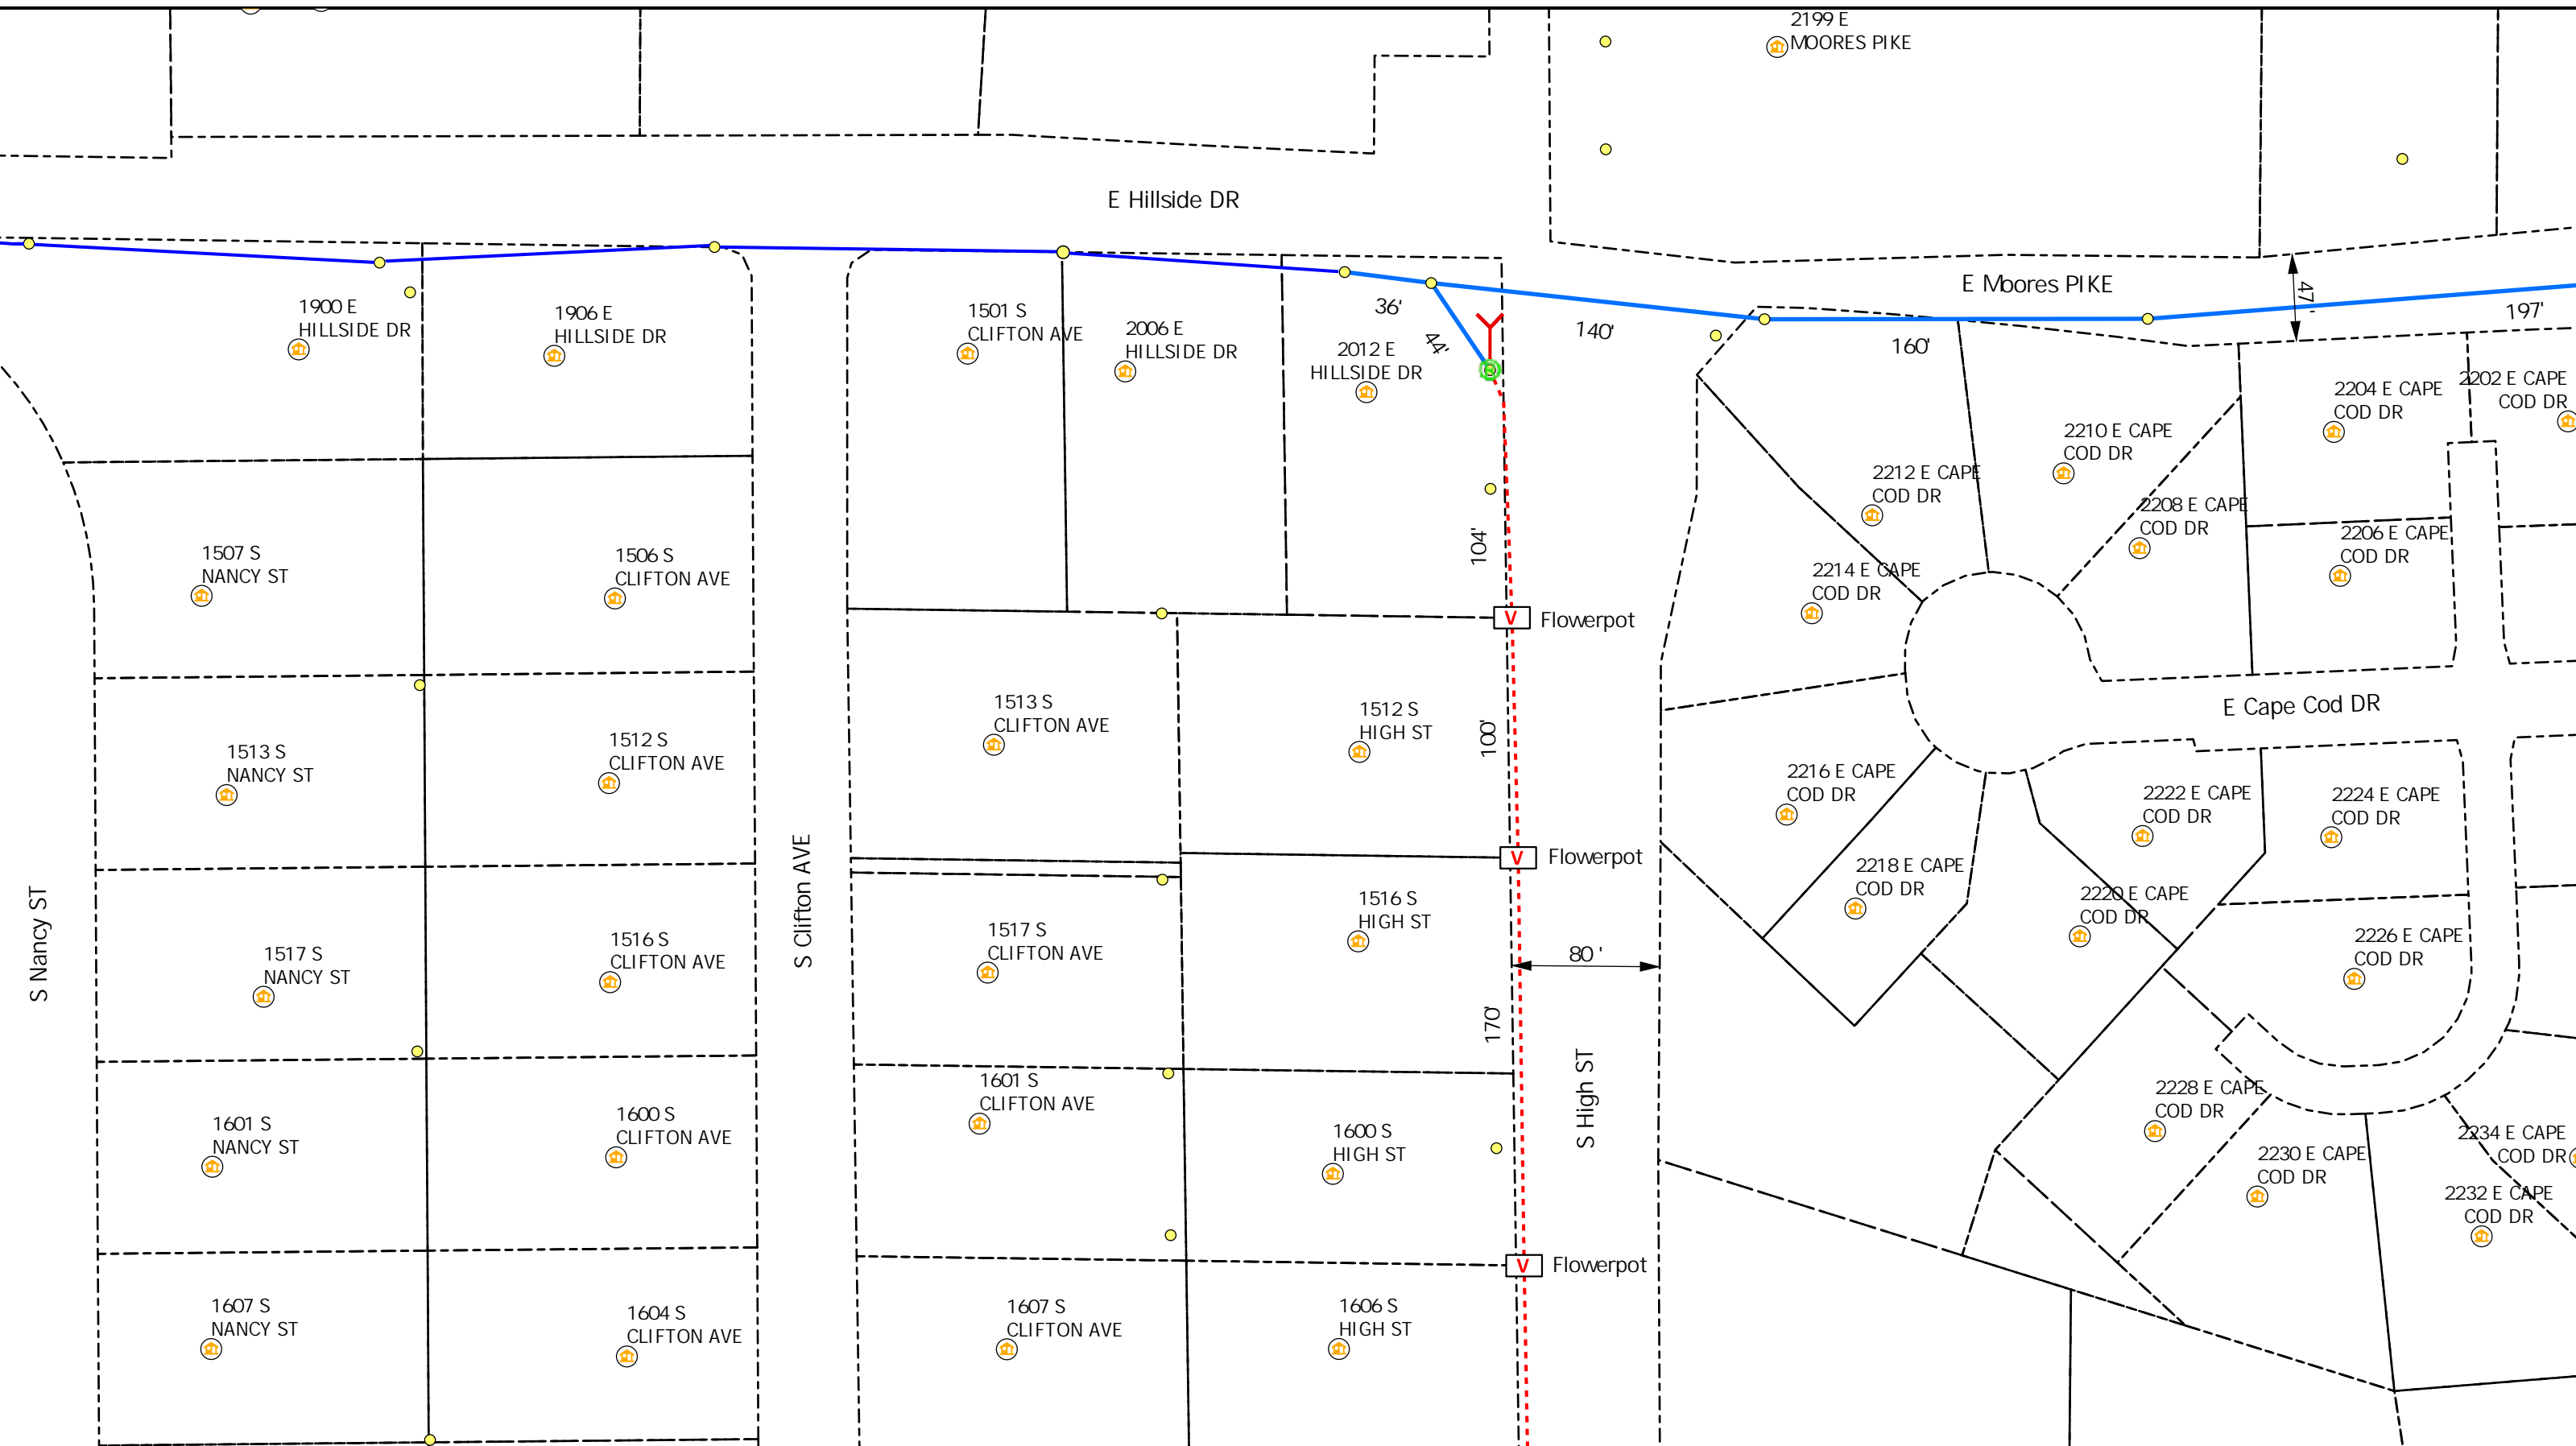 2199 E
MOORES PIKE
E Hillside DR
E Moores PIKE
47 '
197'
36'
44'
140'
160'
1900 E
HILLSIDE DR
1906 E
HILLSIDE DR
1501 S
CLIFTON AVE
2006 E
HILLSIDE DR
2012 E
HILLSIDE DR
2204 E CAPE
COD DR
2202 E CAPE
COD DR
2210 E CAPE
COD DR
2212 E CAPE
COD DR
2208 E CAPE
COD DR
2206 E CAPE
COD DR
2214 E CAPE
COD DR
1507 S
NANCY ST
1506 S
CLIFTON AVE
104'
V
Flowerpot
1513 S
CLIFTON AVE
1512 S
HIGH ST
100'
E Cape Cod DR
1513 S
NANCY ST
1512 S
CLIFTON AVE
2216 E CAPE
COD DR
2222 E CAPE
COD DR
2224 E CAPE
COD DR
V
Flowerpot
2218 E CAPE
COD DR
2220 E CAPE
COD DR
2226 E CAPE
COD DR
S Nancy ST
S Clifton AVE
1517 S
NANCY ST
1516 S
CLIFTON AVE
1517 S
CLIFTON AVE
1516 S
HIGH ST
80 '
170'
S High ST
1601 S
NANCY ST
1600 S
CLIFTON AVE
1601 S
CLIFTON AVE
1600 S
HIGH ST
2228 E CAPE
COD DR
2230 E CAPE
COD DR
2234 E CAPE
COD DR
2232 E CAPE
COD DR
V
Flowerpot
1607 S
NANCY ST
1604 S
CLIFTON AVE
1607 S
CLIFTON AVE
1606 S
HIGH ST